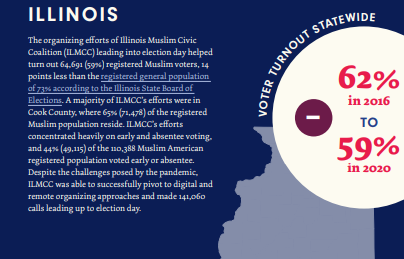 ILLINOIS
The organizing efforts of Illinois Muslim Civic
Coalition (ILMCC) leading into election day helped
turn out 64,691 (59%) registered Muslim voters, 14
points less than the registered general population
of 73% according to the Illinois State Board of
Elections. A majority of ILMCC's efforts were in
Cook County, where 65% (71,478) of the registered
Muslim population reside. ILMCC's efforts
concentrated heavily on early and absentee voting,
and 44% (49,115) of the 110,388 Muslim American
registered population voted early or absentee.
Despite the challenges posed by the pandemic,
ILMCC was able to successfully pivot to digital and
remote organizing approaches and made 141,060
calls leading up to election day.
VOTER TURNOUT STATEWIDE
62%
in 2016
TO
59%
in 2020